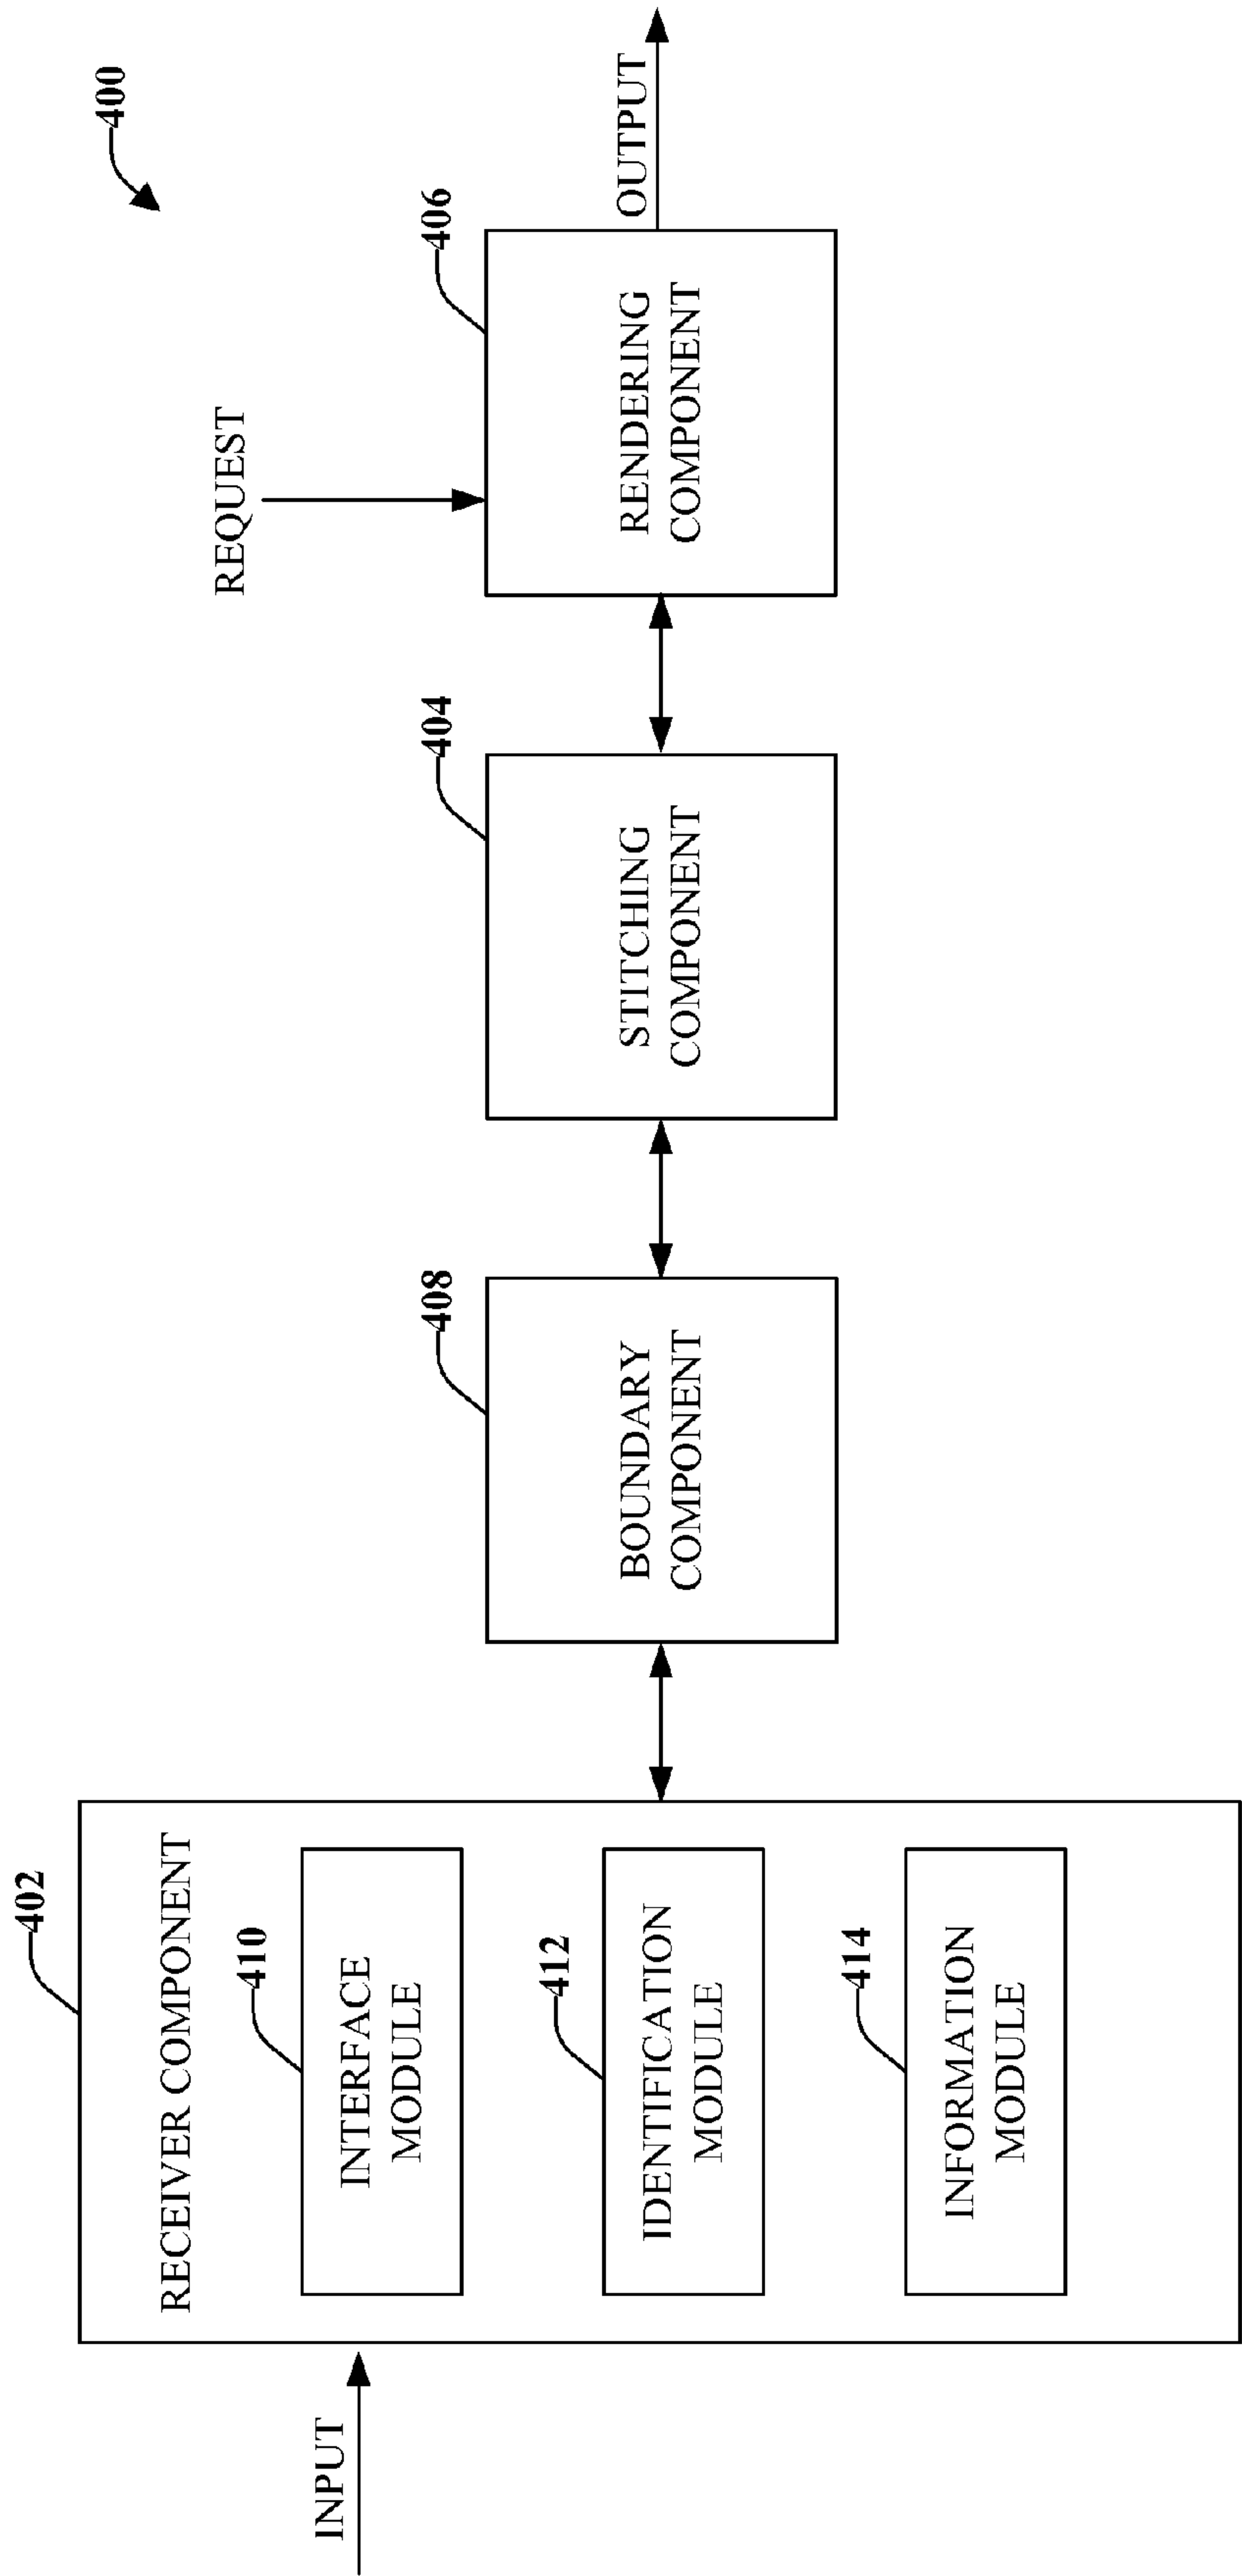 400
INPUT
402
RECEIVER COMPONENT
410
INTERFACE
MODULE
412
IDENTIFICATION
MODULE
414
INFORMATION
MODULE
408
BOUNDARY
COMPONENT
404
STITCHING
COMPONENT
REQUEST
406
RENDERING
COMPONENT
OUTPUT